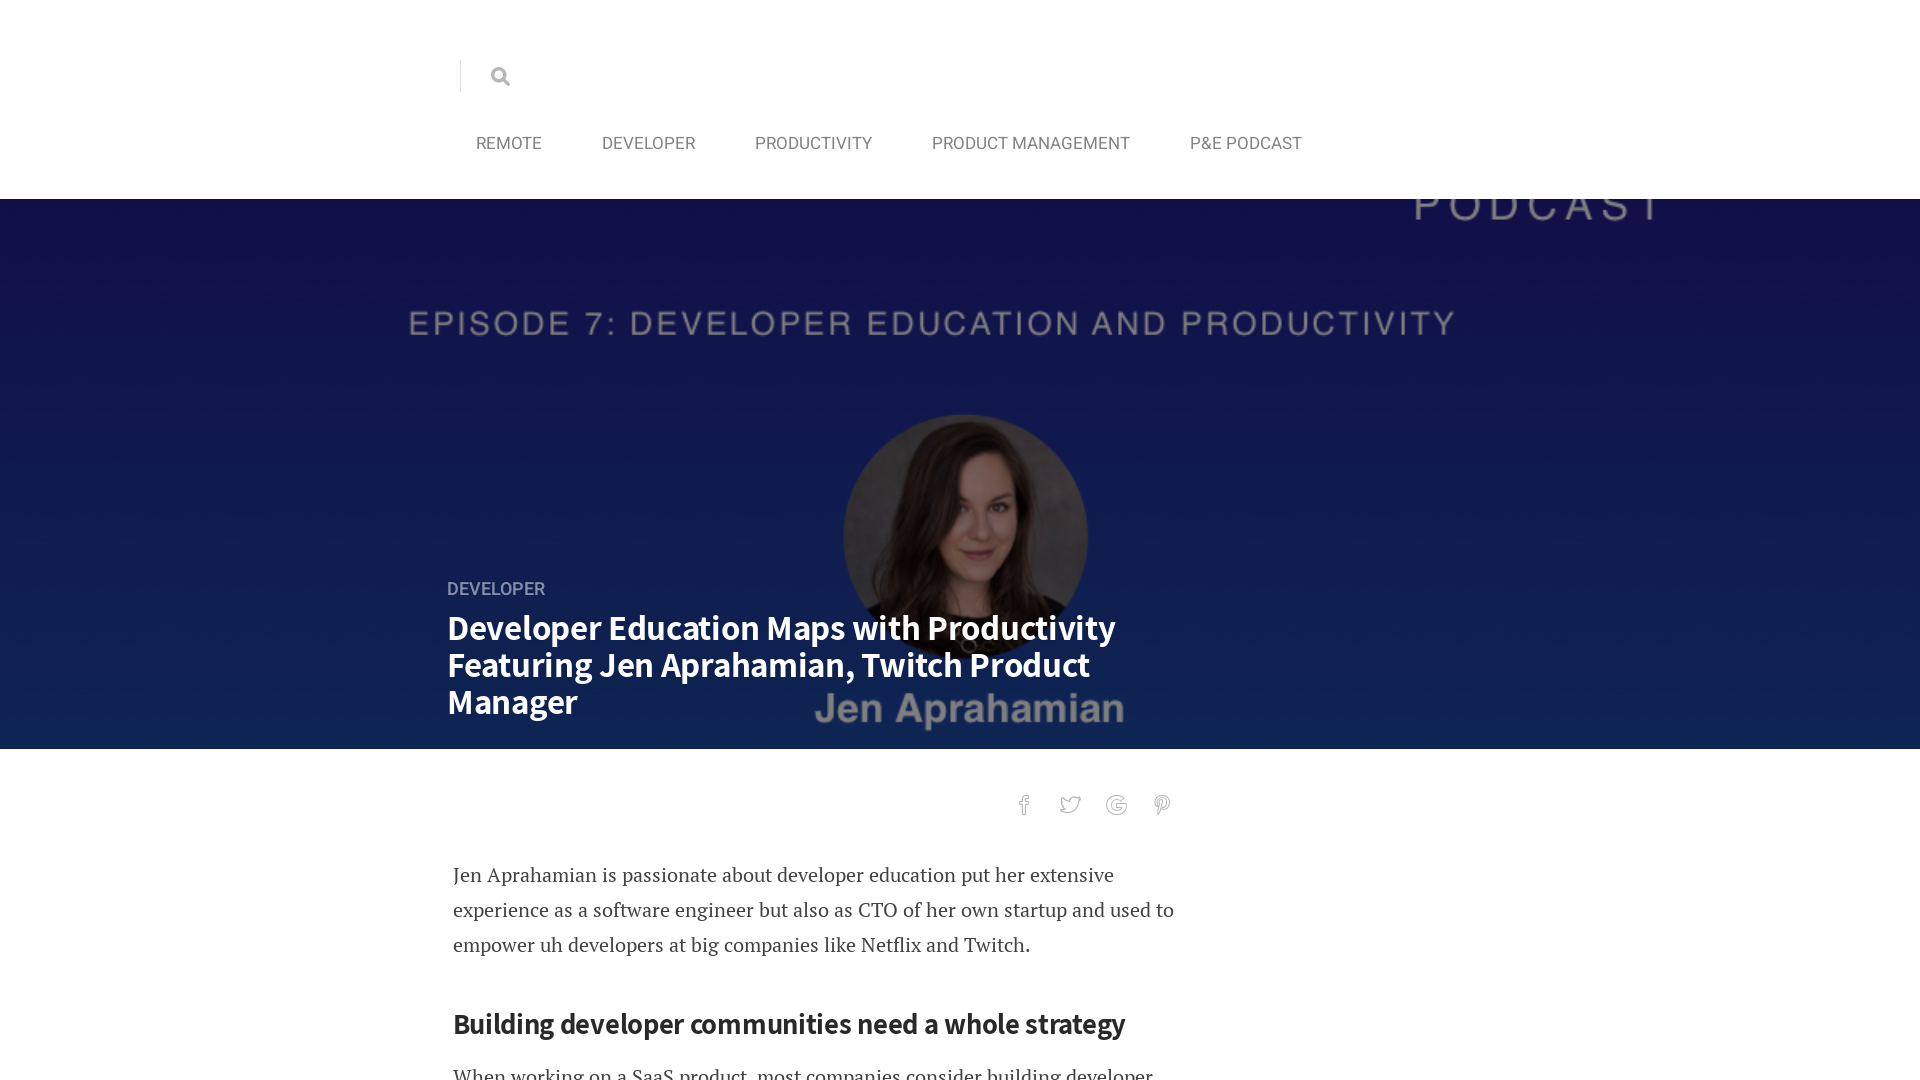 REMOTE
DEVELOPER
PRODUCTIVITY
PRODUCT MANAGEMENT
P&E PODCAST
PODCAST
EPISODE 7: DEVELOPER EDUCATION AND PRODUCTIVITY
DEVELOPER
Developer Education Maps with Productivity
Featuring Jen Aprahamian, Twitch Product
Manager
Jen Aprahamian
Jen Aprahamian is passionate about developer education put her extensive
experience as a software engineer but also as CTO of her own startup and used to
empower uh developers at big companies like Netflix and Twitch.
Building developer communities need a whole strategy
When working on a SaaS product, most companies consider building developer